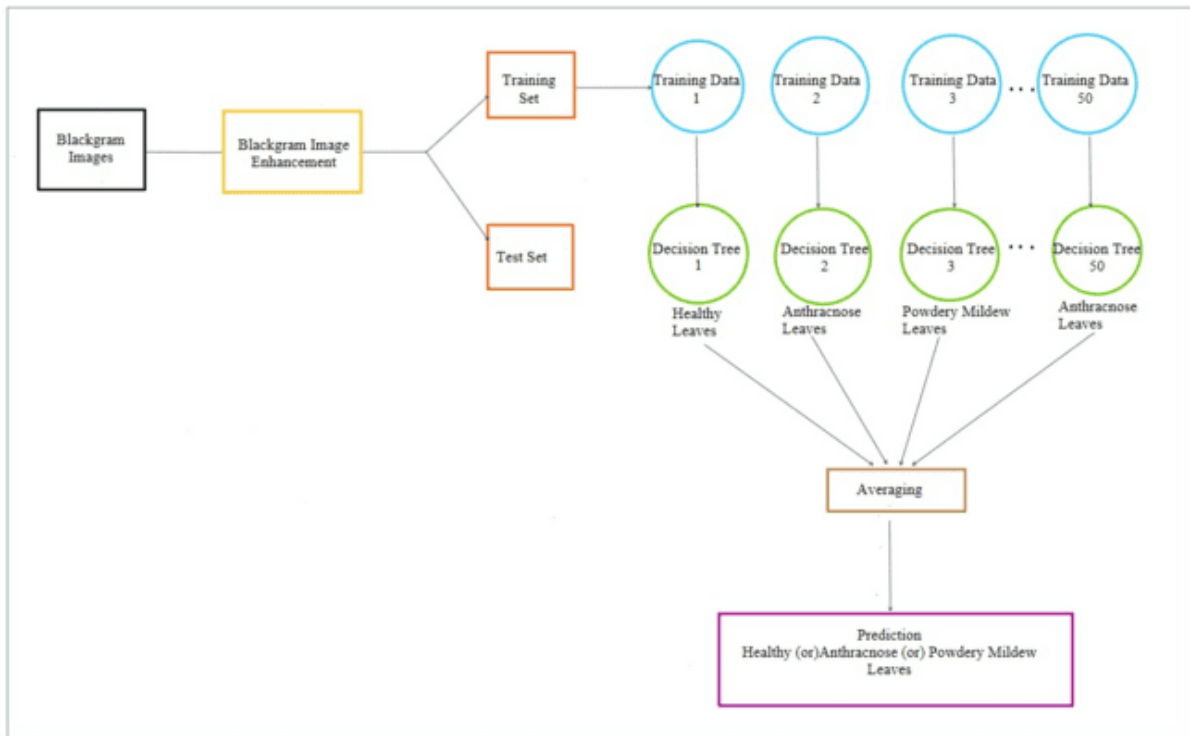 Blackgram
Images
Blackgram Image
Enhancement
Training
Set
Test Set
Training Data
1
Training Data
2
Training Data
3
...
Training Data
50
Decision Tree
1
Decision Tree
2
Decision Tree
3
...
Decision Tree
50
Healthy
Leaves
Anthracnose
Leaves
Powdery Mildew
Leaves
Anthracnose
Leaves
Averaging
Prediction
Healthy (or)Anthracnose (or) Powdery Mildew
Leaves